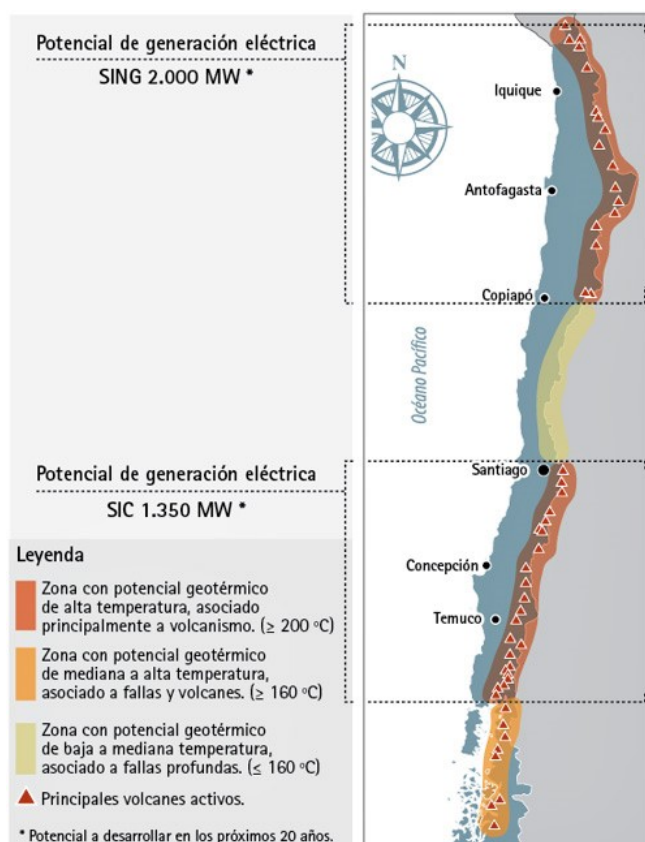 Potencial de generación eléctrica
SING 2.000 MW *
N
Iquique
Antofagasta
Copiapó
Océano Pacífico
Potencial de generación eléctrica
SIC 1.350 MW *
Santiago
Concepción
Temuco
Leyenda
Zona con potencial geotérmico
de alta temperatura, asociado
principalmente a volcanismo. (≥ 200 ºC)
Zona con potencial geotérmico
de mediana a alta temperatura,
asociado a fallas y volcanes. (≥ 160ºC)
Zona con potencial geotérmico
de baja a mediana temperatura,
asociado a fallas profundas. (≤ 160ºC)
Principales volcanes activos.
* Potencial a desarrollar en los próximos 20 años.